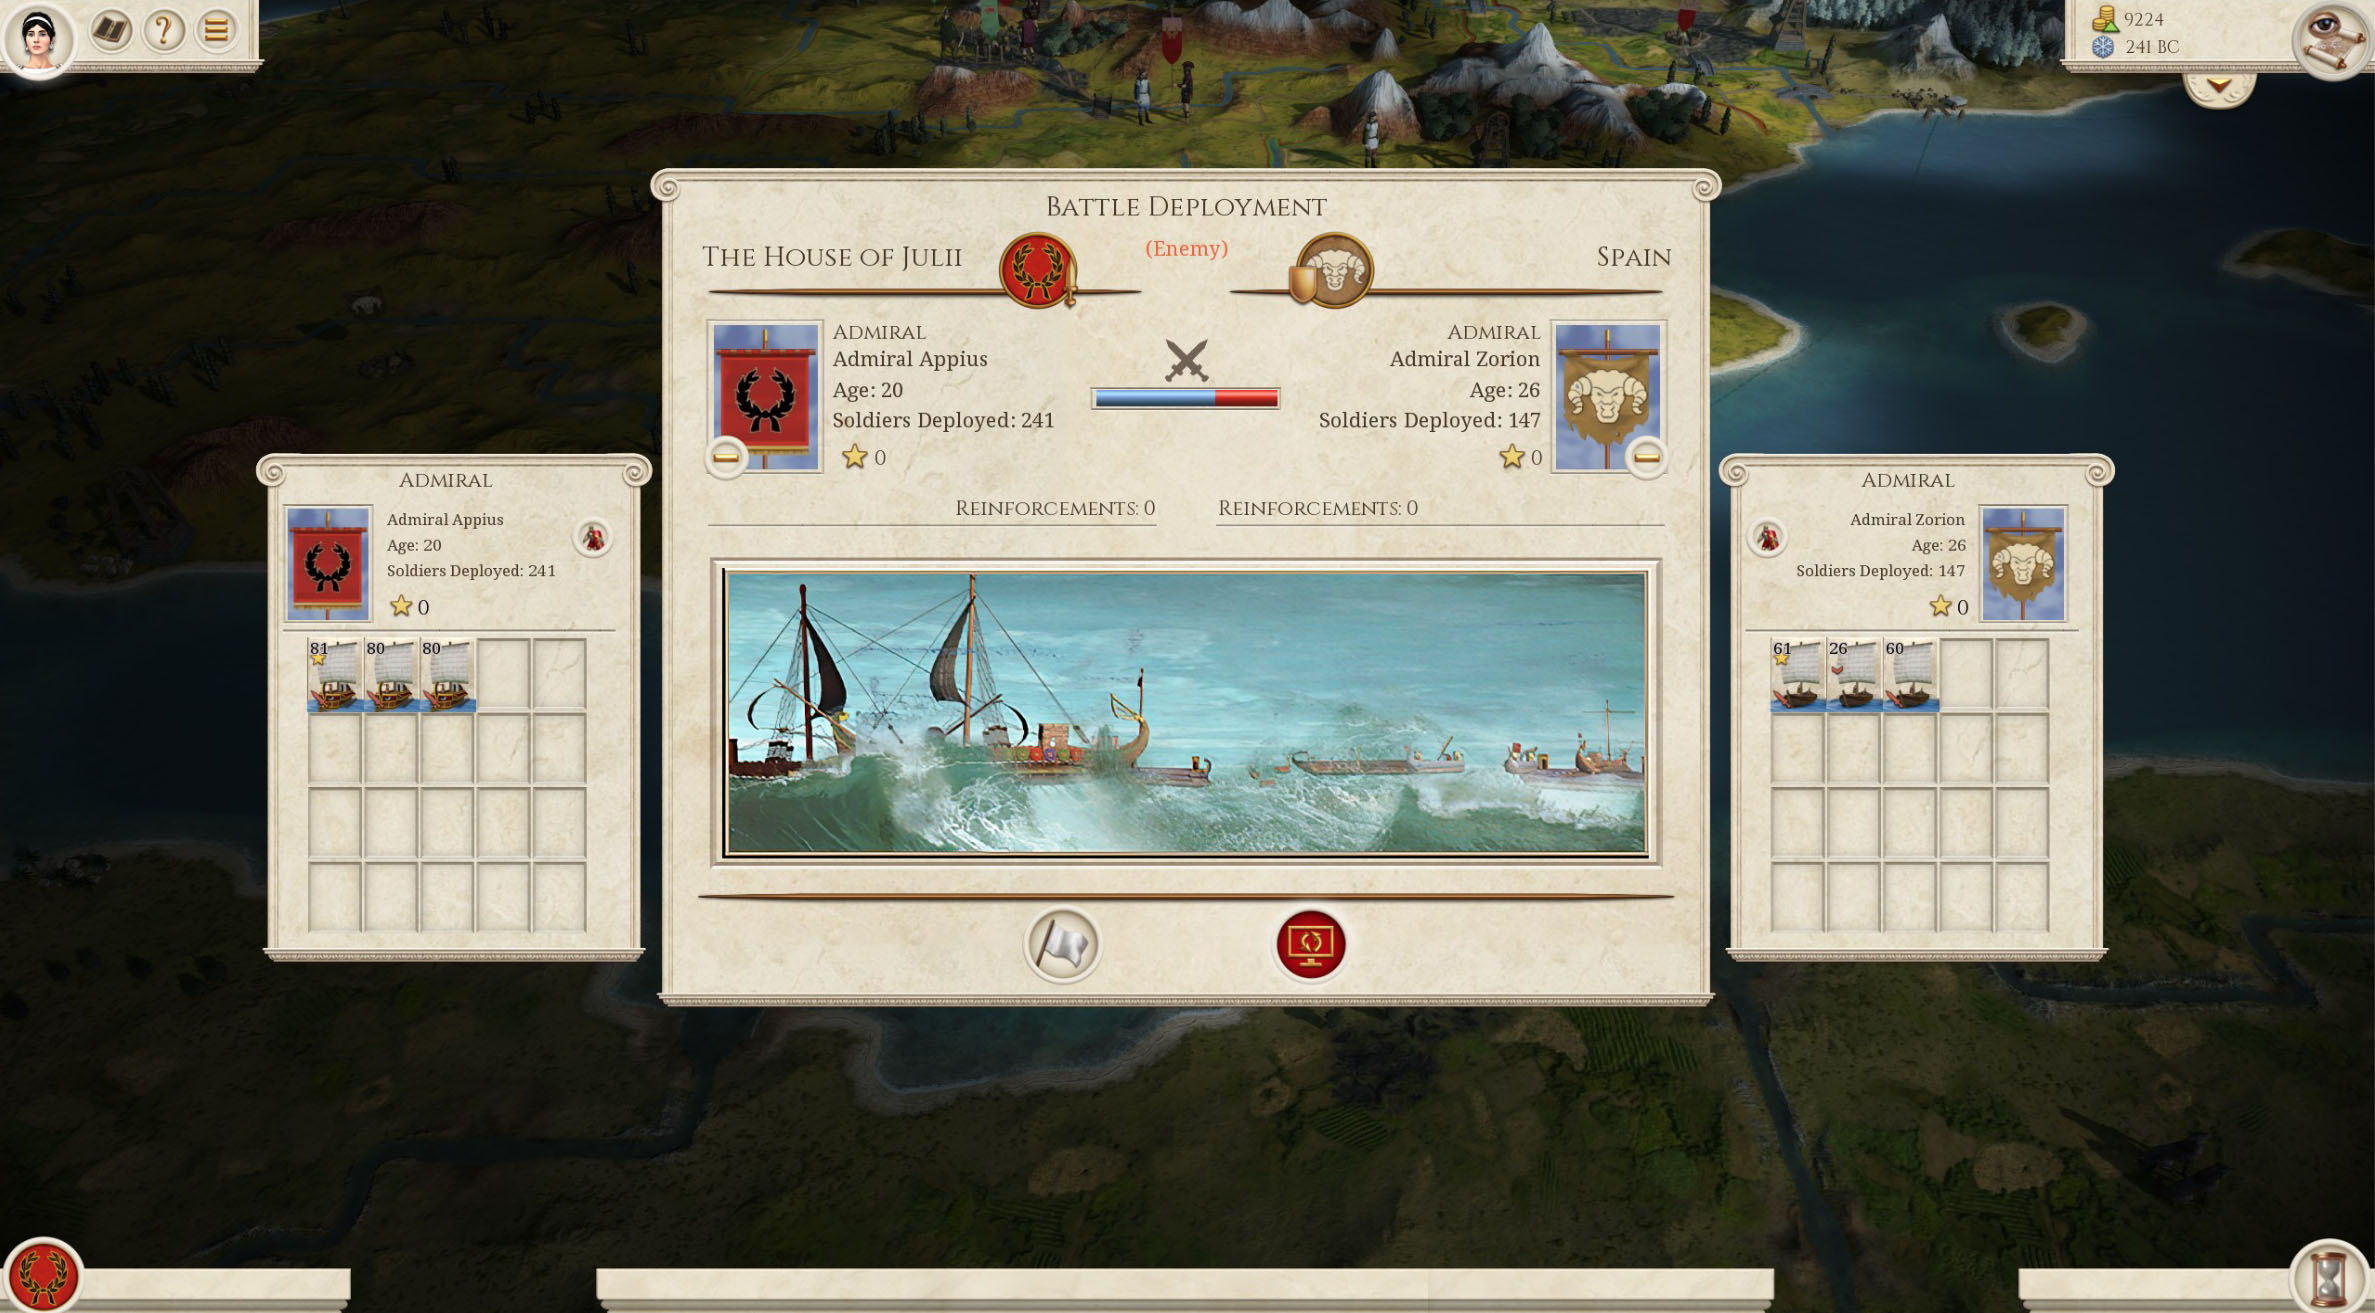 9224
241 BC
Battle Deployment
The House of Julii
(Enemy)
Spain
Admiral
Admiral Appius
Age: 20
Soldiers Deployed: 241
0
Admiral
Admiral Zorion
Age: 26
Soldiers Deployed: 147
0
Reinforcements: 0
Reinforcements: 0
Admiral
Admiral Appius
Age: 20
Soldiers Deployed: 241
0
81 80 80
Admiral
Admiral Zorion
Age: 26
Soldiers Deployed: 147
0
61 26 60